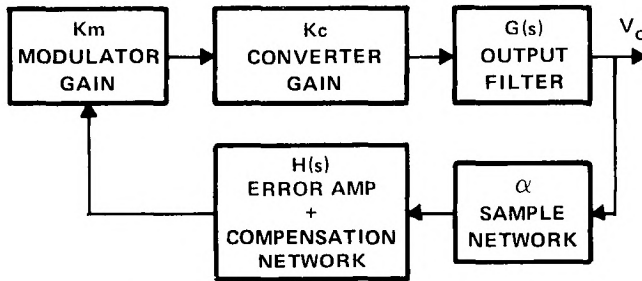 Km
MODULATOR
GAIN
Kc
CONVERTER
GAIN
G(s)
OUTPUT
FILTER
Vo
H(s)
ERROR AMP
+
COMPENSATION
NETWORK
α
SAMPLE
NETWORK